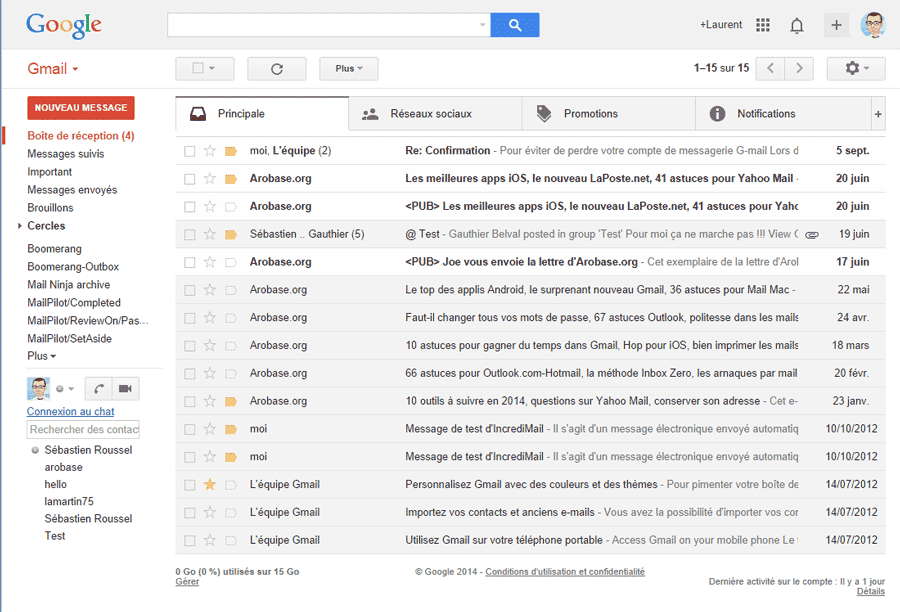 Google
+Laurent
Gmail
Plus
1–15 sur 15
NOUVEAU MESSAGE
Boîte de réception (4)
Messages suivis
Important
Messages envoyés
Brouillons
Cercles
Boomerang
Boomerang-Outbox
Mail Ninja archive
MailPilot/Completed
MailPilot/ReviewOn/Pas…
MailPilot/SetAside
Plus
Connexion au chat
Rechercher des contact
Sébastien Roussel
arobase
hello
lamartin75
Sébastien Roussel
Test
Principale
Réseaux sociaux
Promotions
Notifications
+
moi, L'équipe (2) Re: Confirmation - Pour éviter de perdre votre compte de messagerie G-mail Lors d 5 sept.
Arobase.org Les meilleures apps iOS, le nouveau LaPoste.net, 41 astuces pour Yahoo Mail - 20 juin
Arobase.org <PUB> Les meilleures apps iOS, le nouveau LaPoste.net, 41 astuces pour Yahc 20 juin
Sébastien .. Gauthier (5) @ Test - Gauthier Belval posted in group 'Test' Pour moi ça ne marche pas !!! View C 19 juin
Arobase.org <PUB> Joe vous envoie la lettre d'Arobase.org - Cet exemplaire de la lettre d'Arol 17 juin
Arobase.org Le top des applis Android, le surprenant nouveau Gmail, 36 astuces pour Mail Mac - 22 mai
Arobase.org Faut-il changer tous vos mots de passe, 67 astuces Outlook, politesse dans les mails 24 avr.
Arobase.org 10 astuces pour gagner du temps dans Gmail, Hop pour iOS, bien imprimer les mails 18 mars
Arobase.org 66 astuces pour Outlook.com-Hotmail, la méthode Inbox Zero, les arnaques par mail 20 févr.
Arobase.org 10 outils à suivre en 2014, questions sur Yahoo Mail, conserver son adresse - Cet e- 23 janv.
moi Message de test d'IncrediMail - Il s'agit d'un message électronique envoyé automatiq 10/10/2012
moi Message de test d'IncrediMail - Il s'agit d'un message électronique envoyé automatiq 10/10/2012
L'équipe Gmail Personnalisez Gmail avec des couleurs et des thèmes - Pour pimenter votre boîte de 14/07/2012
L'équipe Gmail Importez vos contacts et anciens e-mails - Vous avez la possibilité d'importer vos cor 14/07/2012
L'équipe Gmail Utilisez Gmail sur votre téléphone portable - Access Gmail on your mobile phone Le 14/07/2012
0 Go (0 %) utilisés sur 15 Go
Gérer
© Google 2014 - Conditions d'utilisation et confidentialité
Dernière activité sur le compte : Il y a 1 jour
Détails